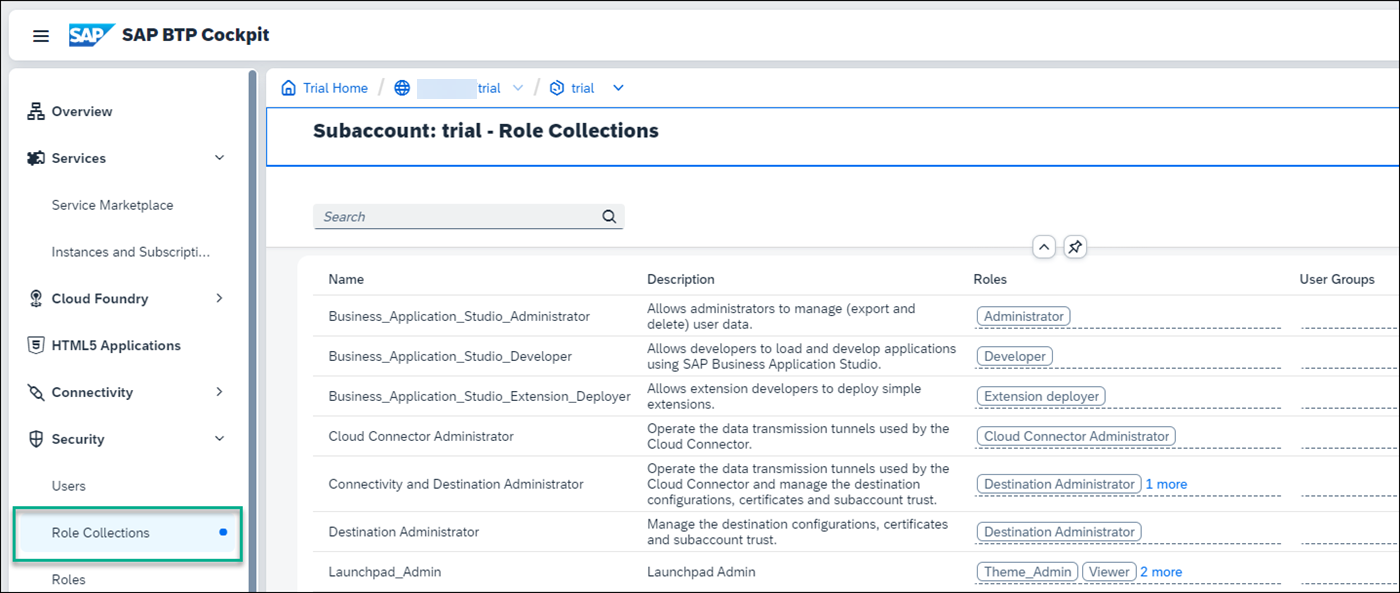 SAP SAP BTP Cockpit
Trial Home / trial / trial
Subaccount: trial - Role Collections
Overview
Services
Service Marketplace
Instances and Subscripti...
Cloud Foundry
HTML5 Applications
Connectivity
Security
Users
Role Collections
Roles
Search
Name Description Roles User Groups
Business_Application_Studio_Administrator
Allows administrators to manage (export and
delete) user data.
Administrator
Business_Application_Studio_Developer
Allows developers to load and develop applications
using SAP Business Application Studio.
Developer
Business_Application_Studio_Extension_Deployer
Allows extension developers to deploy simple
extensions.
Extension deployer
Cloud Connector Administrator
Operate the data transmission tunnels used by the
Cloud Connector.
Cloud Connector Administrator
Connectivity and Destination Administrator
Operate the data transmission tunnels used by the
Cloud Connector and manage the destination
configurations, certificates and subaccount trust.
Destination Administrator 1 more
Destination Administrator
Manage the destination configurations, certificates
and subaccount trust.
Destination Administrator
Launchpad_Admin
Launchpad Admin
Theme_Admin Viewer 2 more